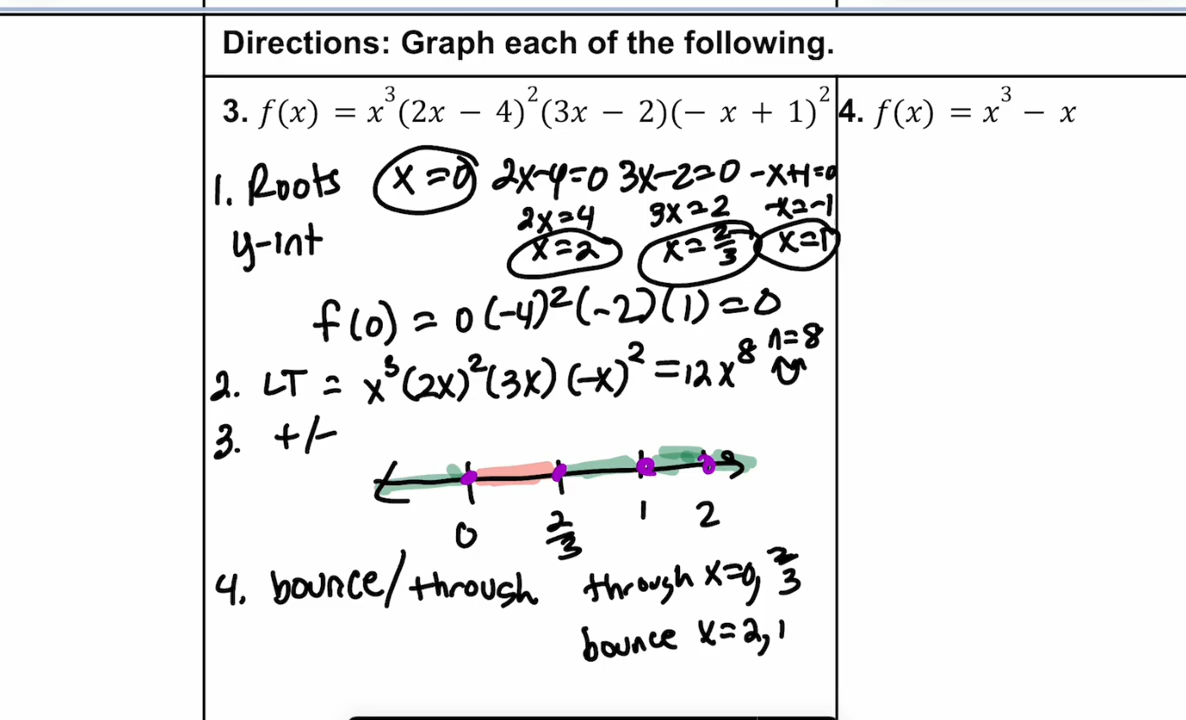 Directions: Graph each of the following.
3. f(x) = x³(2x − 4)²(3x − 2)(− x + 1)²
4. f(x) = x³ − x
1. Roots x=0 2x-4=0 3x-2=0 -x+1=0
2x=4 3x=2 -x=-1
y-int x=2 x=2/3 x=1
f(0) = 0(-4)²(-2)(1)=0
n=8
2. LT = x³(2x)²(3x)(-x)²=12x⁸
3. +/-
0 2/3 1 2
4. bounce/through through x=0, 2/3
bounce x=2, 1